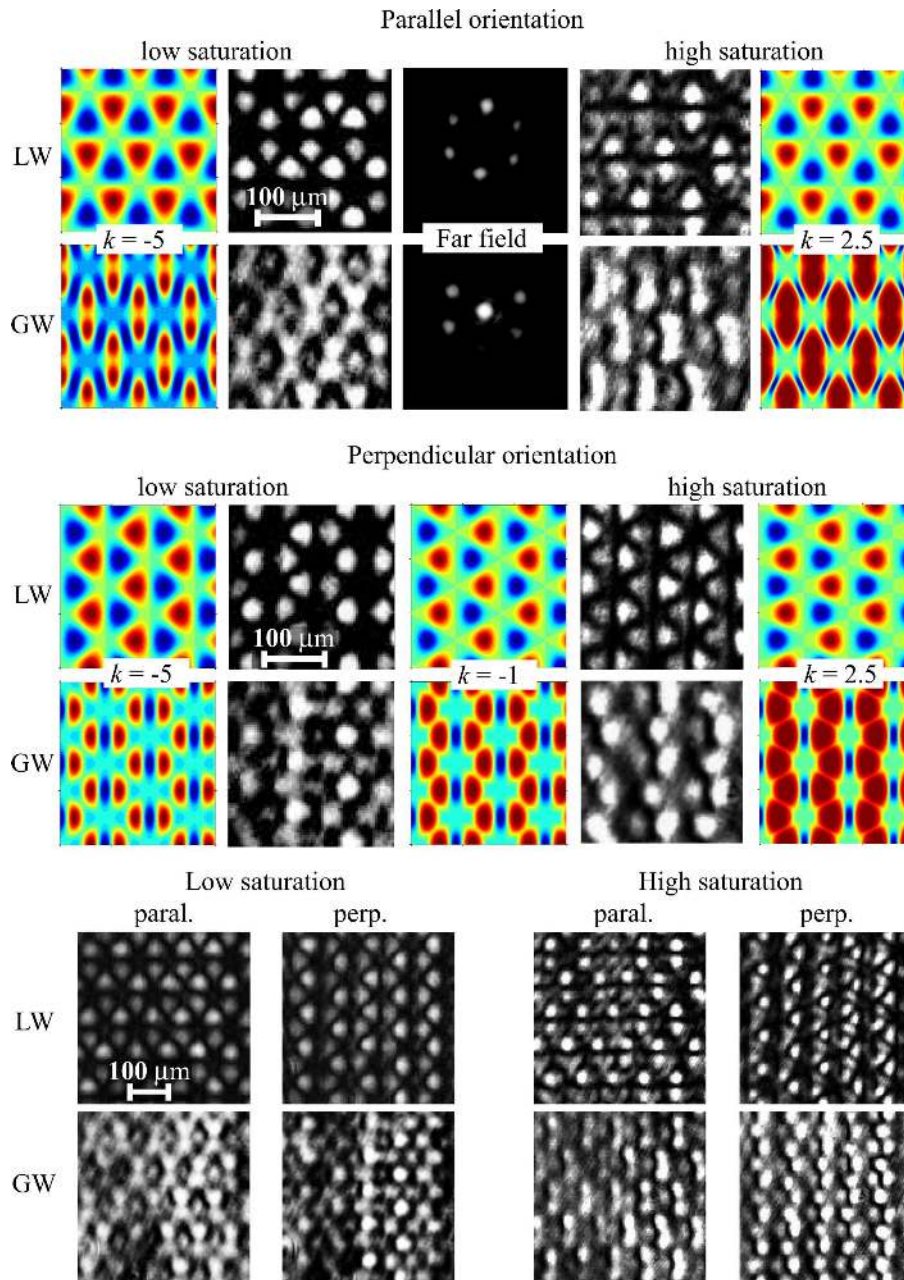 Parallel orientation
low saturation high saturation
LW
100 μm
k = -5 Far field k = 2.5
GW
Perpendicular orientation
low saturation high saturation
LW
100 μm
k = -5 k = -1 k = 2.5
GW
Low saturation High saturation
paral. perp. paral. perp.
LW
100 μm
GW